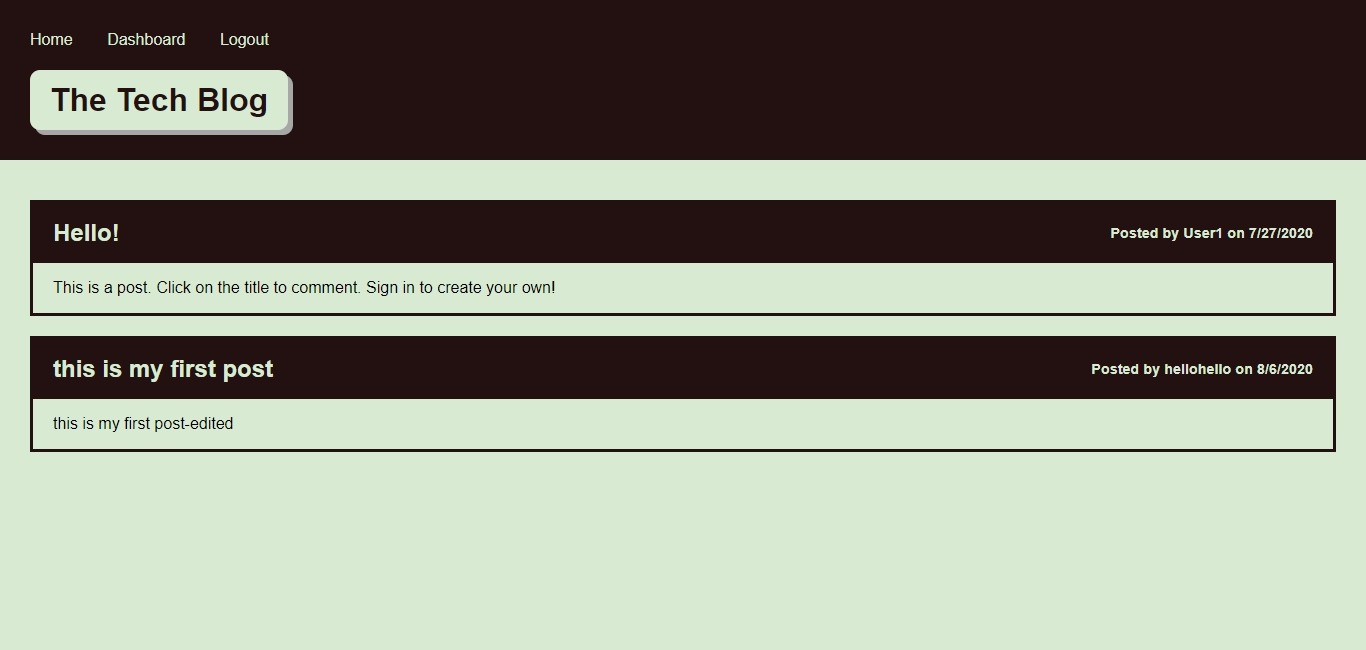 Home Dashboard Logout
The Tech Blog
Hello! Posted by User1 on 7/27/2020
This is a post. Click on the title to comment. Sign in to create your own!
this is my first post Posted by hellohello on 8/6/2020
this is my first post-edited